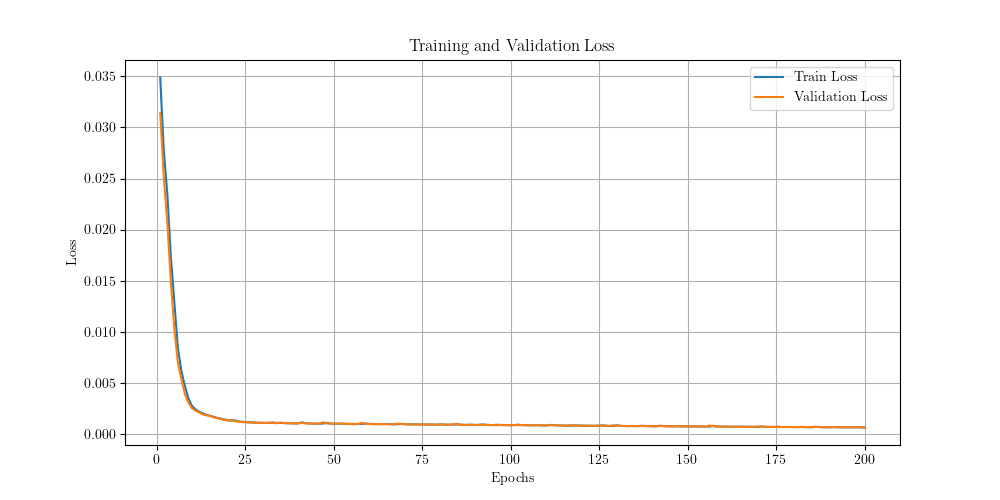 Training and Validation Loss
Train Loss
Validation Loss
0.035
0.030
0.025
0.020
0.015
0.010
0.005
0.000
Loss
0 25 50 75 100 125 150 175 200
Epochs